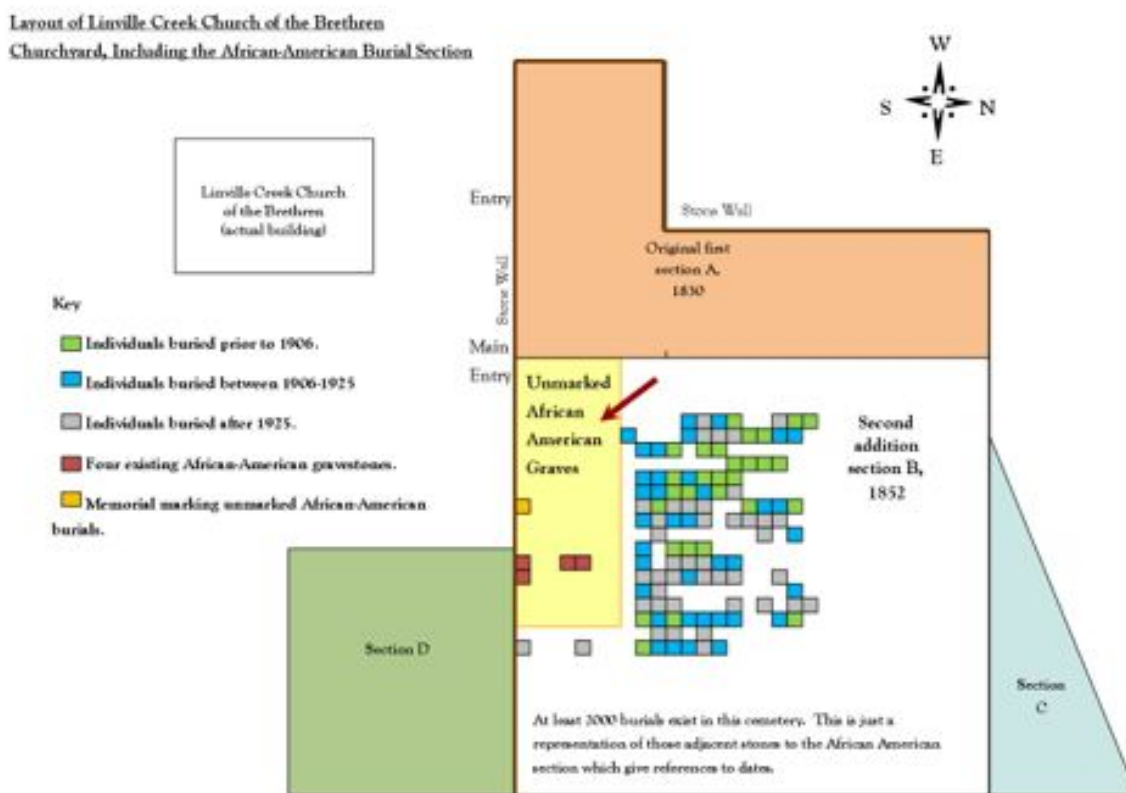 Layout of Linville Creek Church of the Brethren
Churchyard, Including the African-American Burial Section
W
S
N
E
Linville Creek Church
of the Brethren
(actual building)
Entry
Stone Wall
Original first
section A,
1830
Stone Wall
Key
Individuals buried prior to 1906.
Individuals buried between 1906-1925
Individuals buried after 1925.
Four existing African-American gravestones.
Memorial marking unmarked African-American
burials.
Main
Entry
Unmarked
African
American
Graves
Second
addition
section B,
1852
Section D
Section
C
At least 2000 burials exist in this cemetery. This is just a
representation of those adjacent stones to the African American
section which give references to dates.